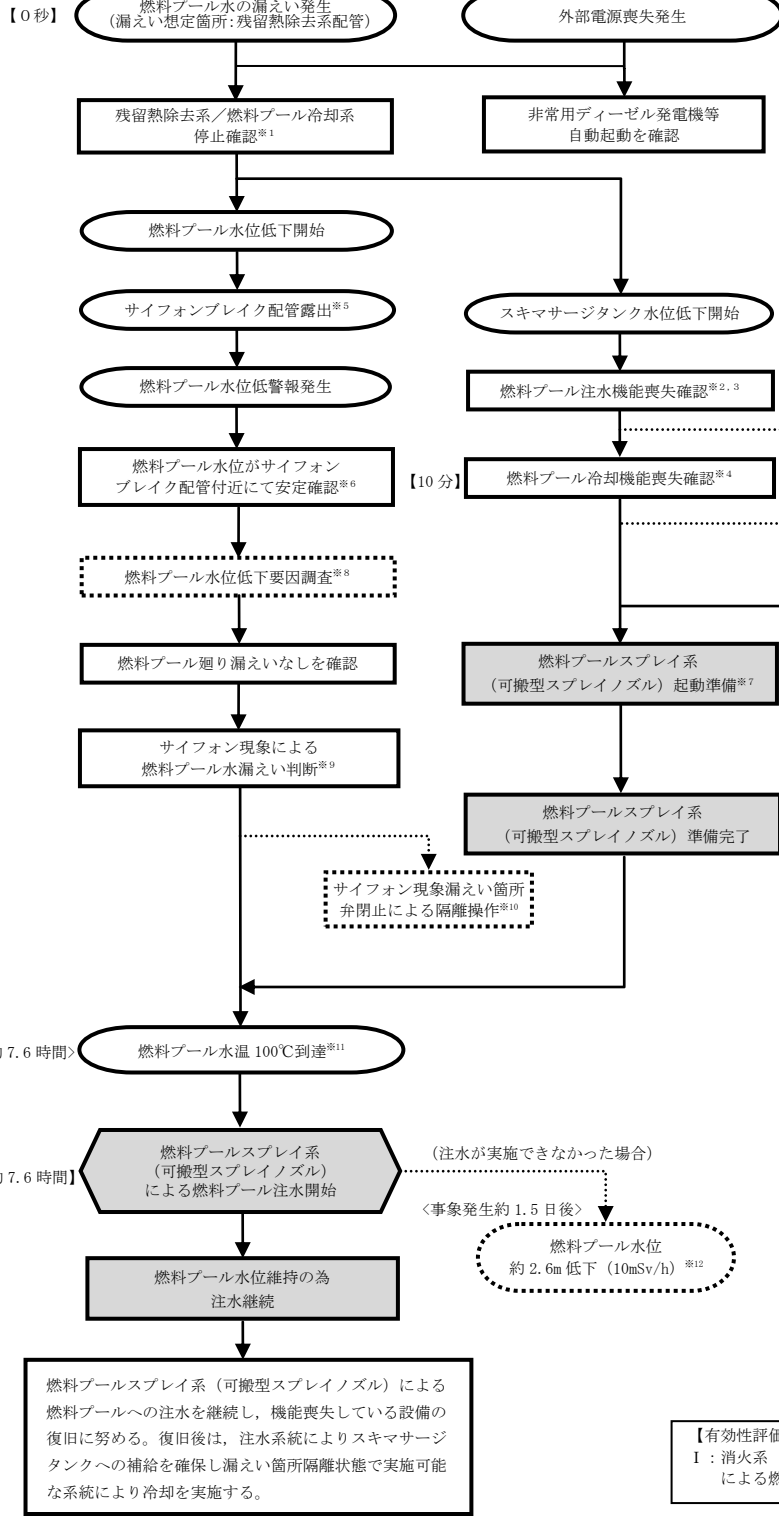 【0秒】
燃料プール水の漏えい発生
(漏えい想定箇所:残留熱除去系配管)
外部電源喪失発生
残留熱除去系/燃料プール冷却系
停止確認※1
非常用ディーゼル発電機等
自動起動を確認
燃料プール水位低下開始
サイフォンブレイク配管露出※5
スキマサージタンク水位低下開始
燃料プール水位低警報発生
燃料プール注水機能喪失確認※2,3
燃料プール水位がサイフォン
ブレイク配管付近にて安定確認※6
【10分】
燃料プール冷却機能喪失確認※4
燃料プール水位低下要因調査※8
燃料プール廻り漏えいなしを確認
燃料プールスプレイ系
(可搬型スプレイノズル)起動準備※7
サイフォン現象による
燃料プール水漏えい判断※9
燃料プールスプレイ系
(可搬型スプレイノズル)準備完了
サイフォン現象漏えい箇所
弁閉止による隔離操作※10
7.6時間>
燃料プール水温100℃到達※11
燃料プールスプレイ系
(可搬型スプレイノズル)
による燃料プール注水開始
7.6時間】
(注水が実施できなかった場合)
<事象発生約1.5日後>
燃料プール水位
約2.6m低下(10mSv/h)※12
燃料プール水位維持の為
注水継続
燃料プールスプレイ系(可搬型スプレイノズル)による
燃料プールへの注水を継続し,機能喪失している設備の
復旧に努める。復旧後は,注水系統によりスキマサージ
タンクへの補給を確保し漏えい箇所隔離状態で実施可能
な系統により冷却を実施する。
【有効性評価
Ⅰ:消火系
による燃